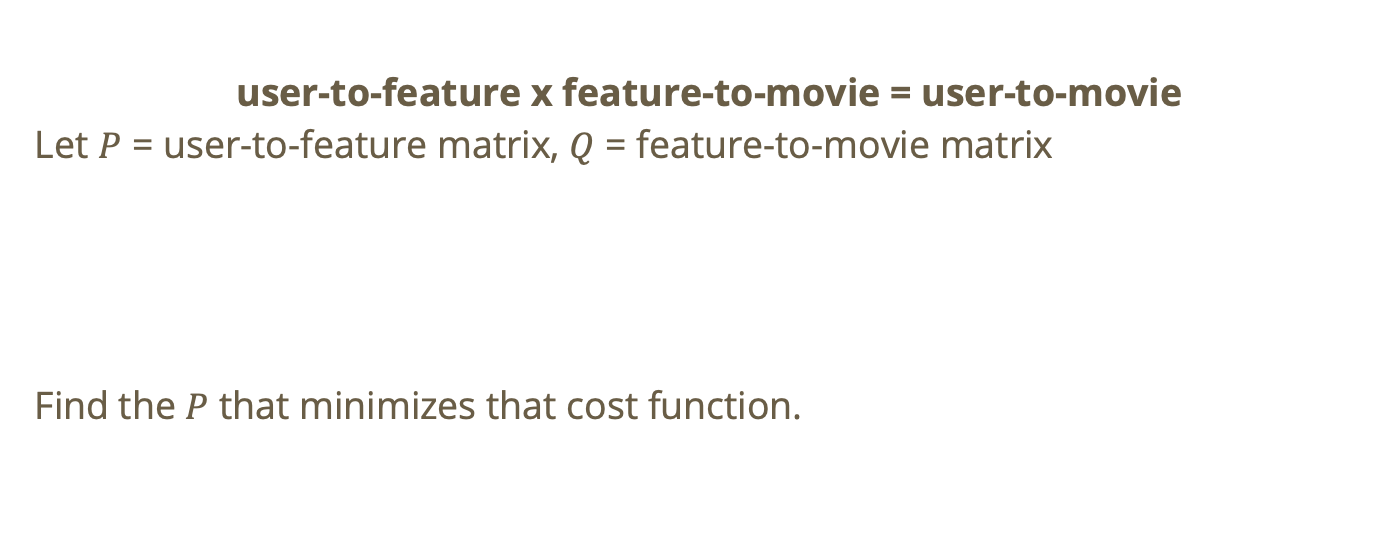 user-to-feature x feature-to-movie = user-to-movie
Let P = user-to-feature matrix, Q = feature-to-movie matrix
Find the P that minimizes that cost function.